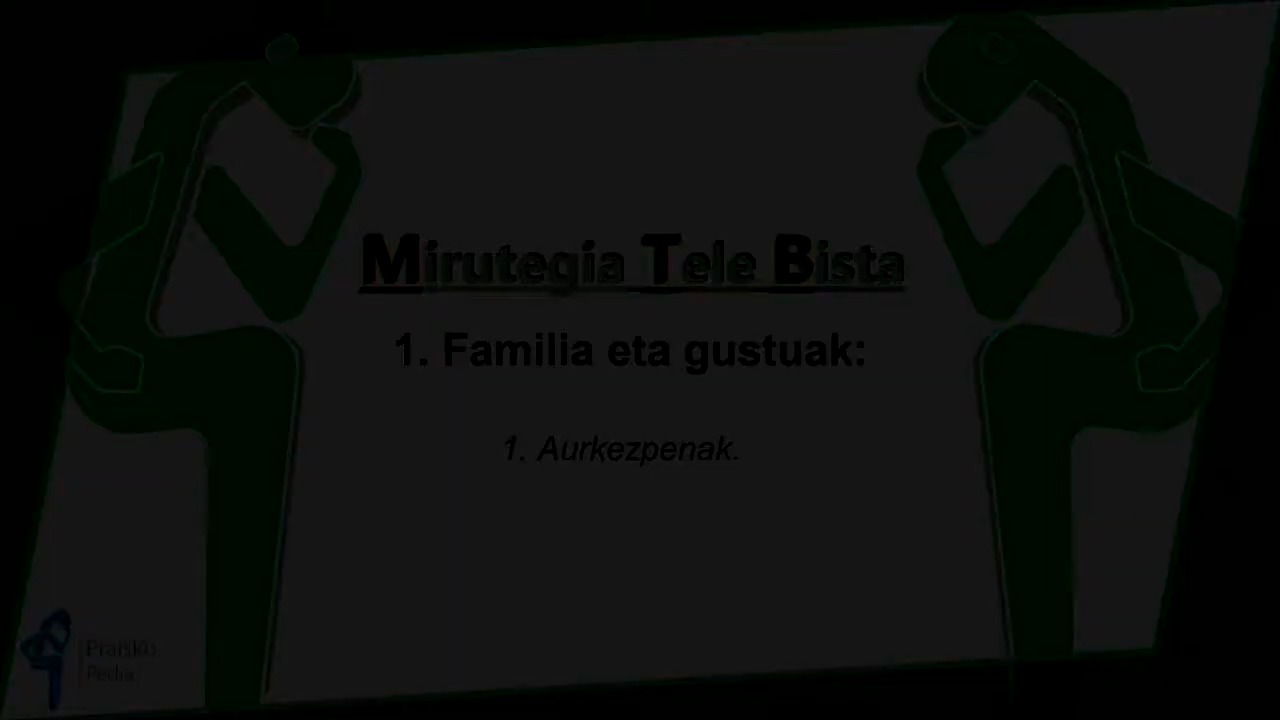 Mirutegia Tele Bista
1. Familia eta gustuak:
1. Aurkezpenak.